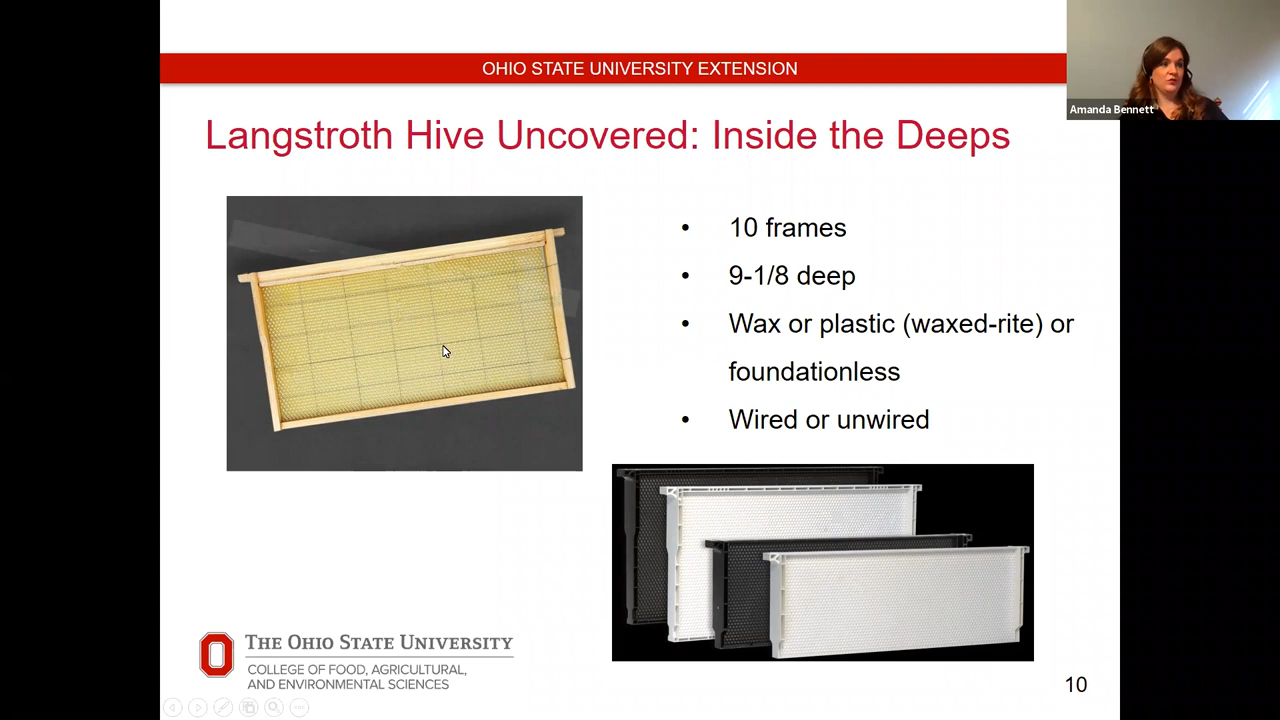 OHIO STATE UNIVERSITY EXTENSION
Amanda Bennett
Langstroth Hive Uncovered: Inside the Deeps
• 10 frames
• 9-1/8 deep
• Wax or plastic (waxed-rite) or
foundationless
• Wired or unwired
THE OHIO STATE UNIVERSITY
COLLEGE OF FOOD, AGRICULTURAL,
AND ENVIRONMENTAL SCIENCES
10